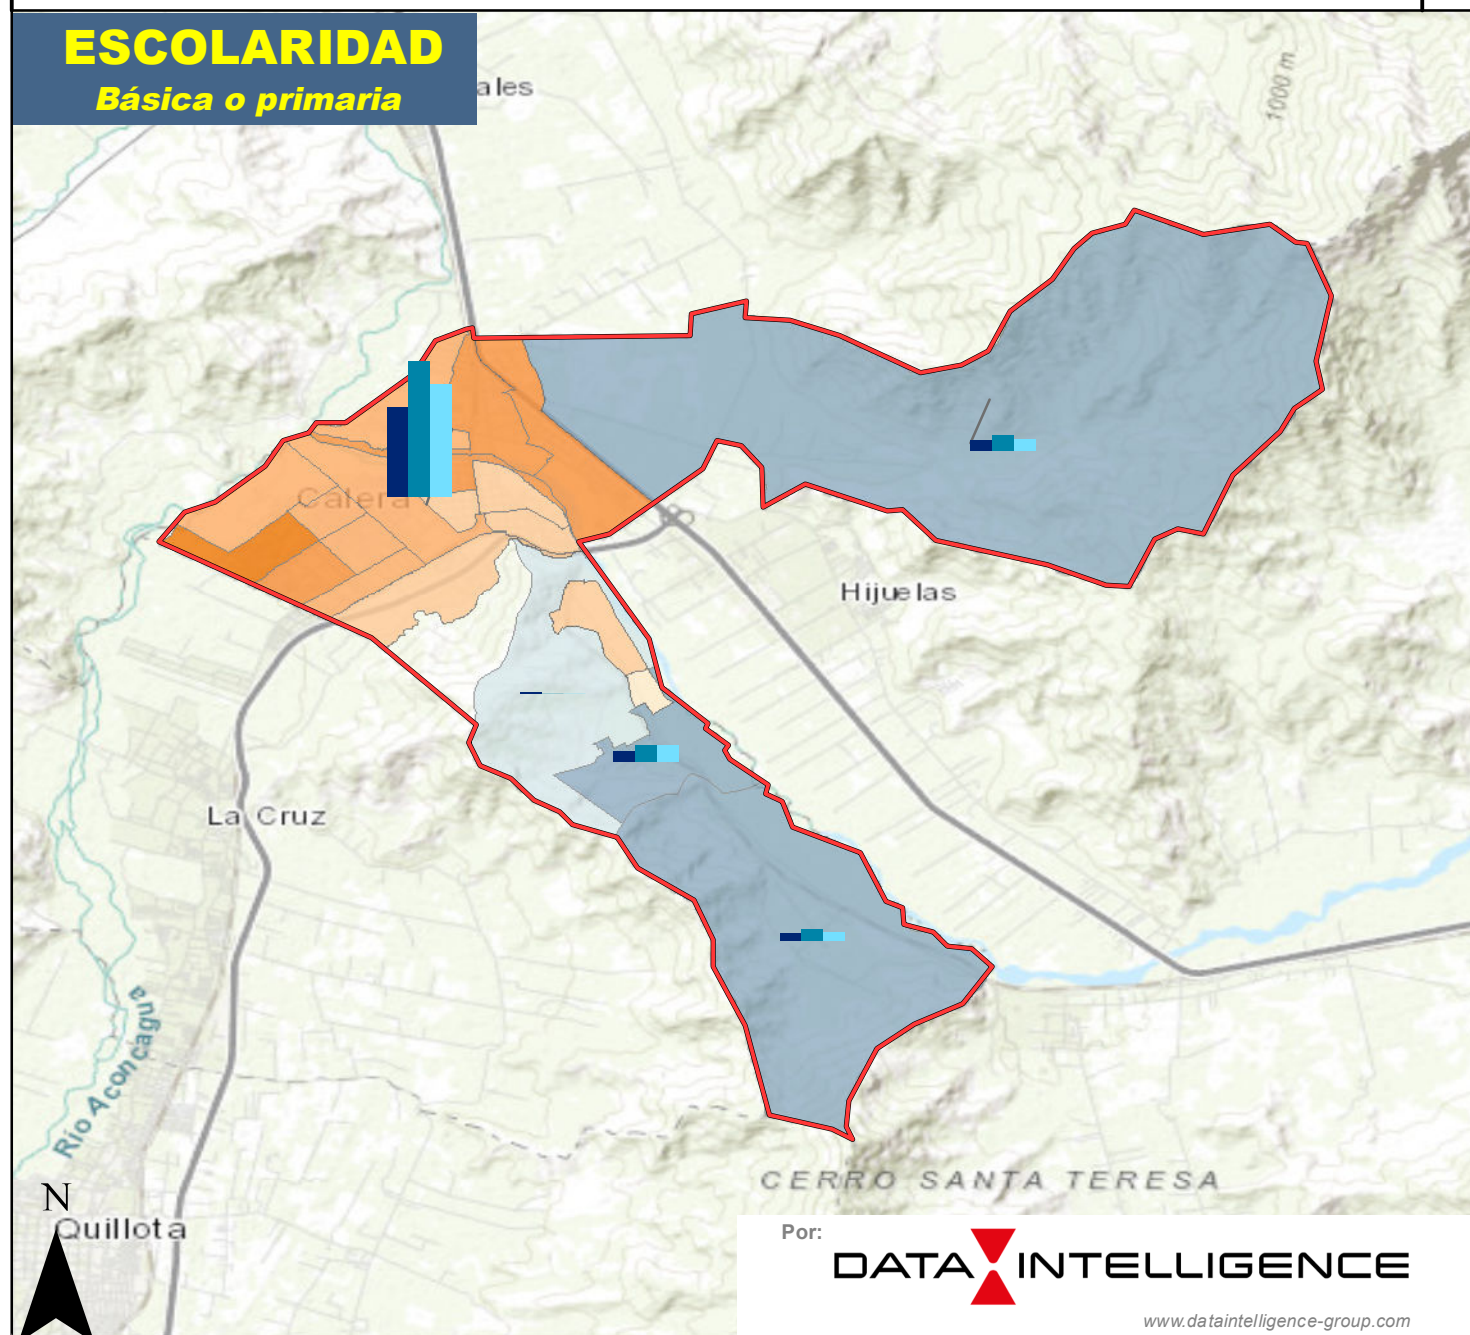 ESCOLARIDAD
Básica o primaria
ales
1000 m
Calera
Hijuelas
La Cruz
Río Aconcagua
CERRO SANTA TERESA
N
Quillota
Por:
DATA INTELLIGENCE
www.dataintelligence-group.com